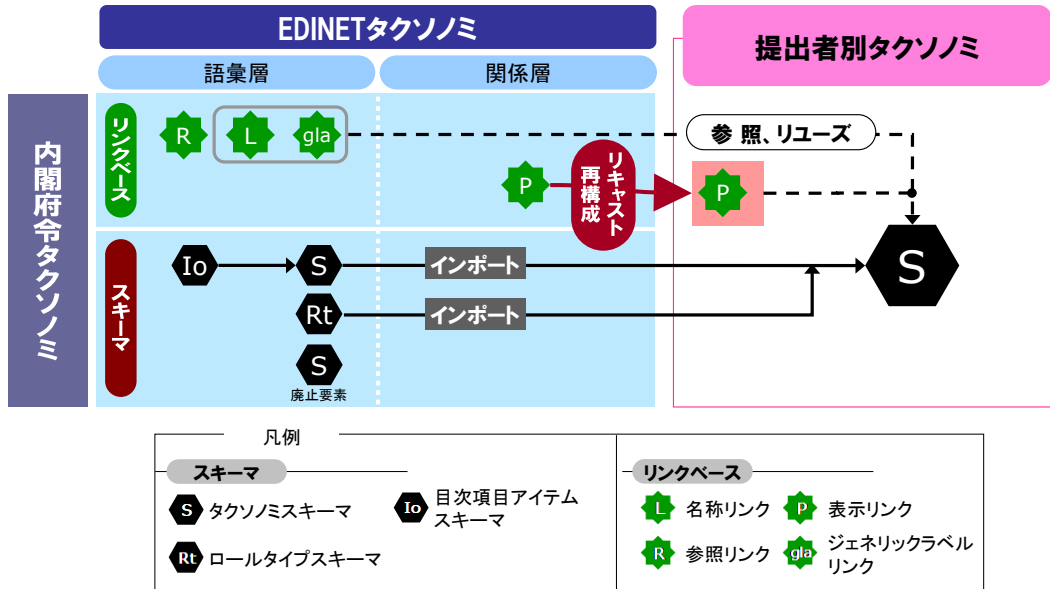 EDINETタクソノミ
提出者別タクソノミ
語彙層
関係層
内閣府令タクソノミ
リンクベース
R
L
gla
参照、リユーズ
P
リキャスト
再構成
P
スキーマ
Io
S
インポート
S
Rt
インポート
S
廃止要素
凡例
スキーマ
リンクベース
S タクソノミスキーマ
Io 目次項目アイテム
スキーマ
L 名称リンク
P 表示リンク
Rt ロールタイプスキーマ
R 参照リンク
gla ジェネリックラベル
リンク